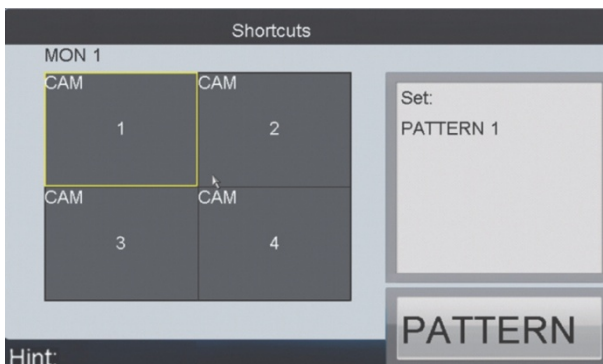 Shortcuts
MON 1
CAM
1
CAM
2
CAM
3
CAM
4
Set:
PATTERN 1
PATTERN
Hint: